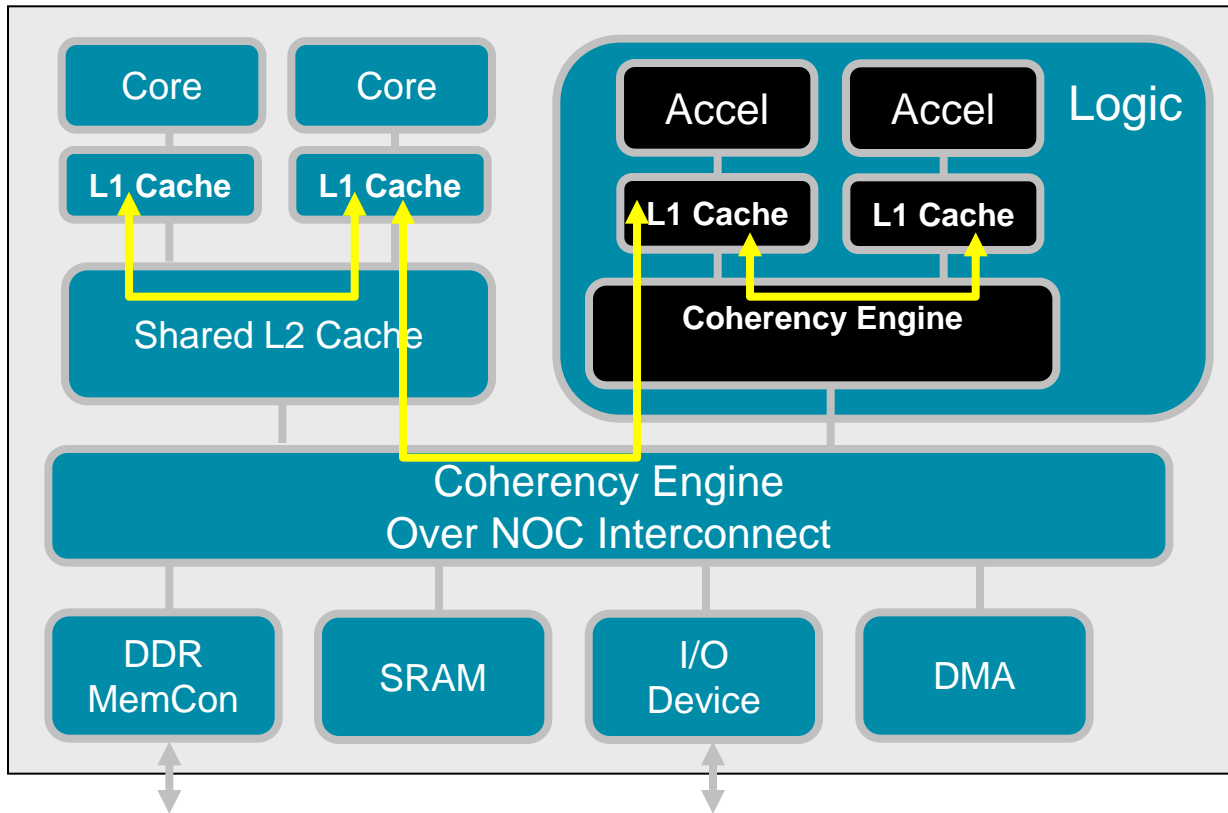 Core
Core
Accel
Accel
Logic
L1 Cache
L1 Cache
L1 Cache
L1 Cache
Shared L2 Cache
Coherency Engine
Coherency Engine
Over NOC Interconnect
DDR
MemCon
SRAM
I/O
Device
DMA